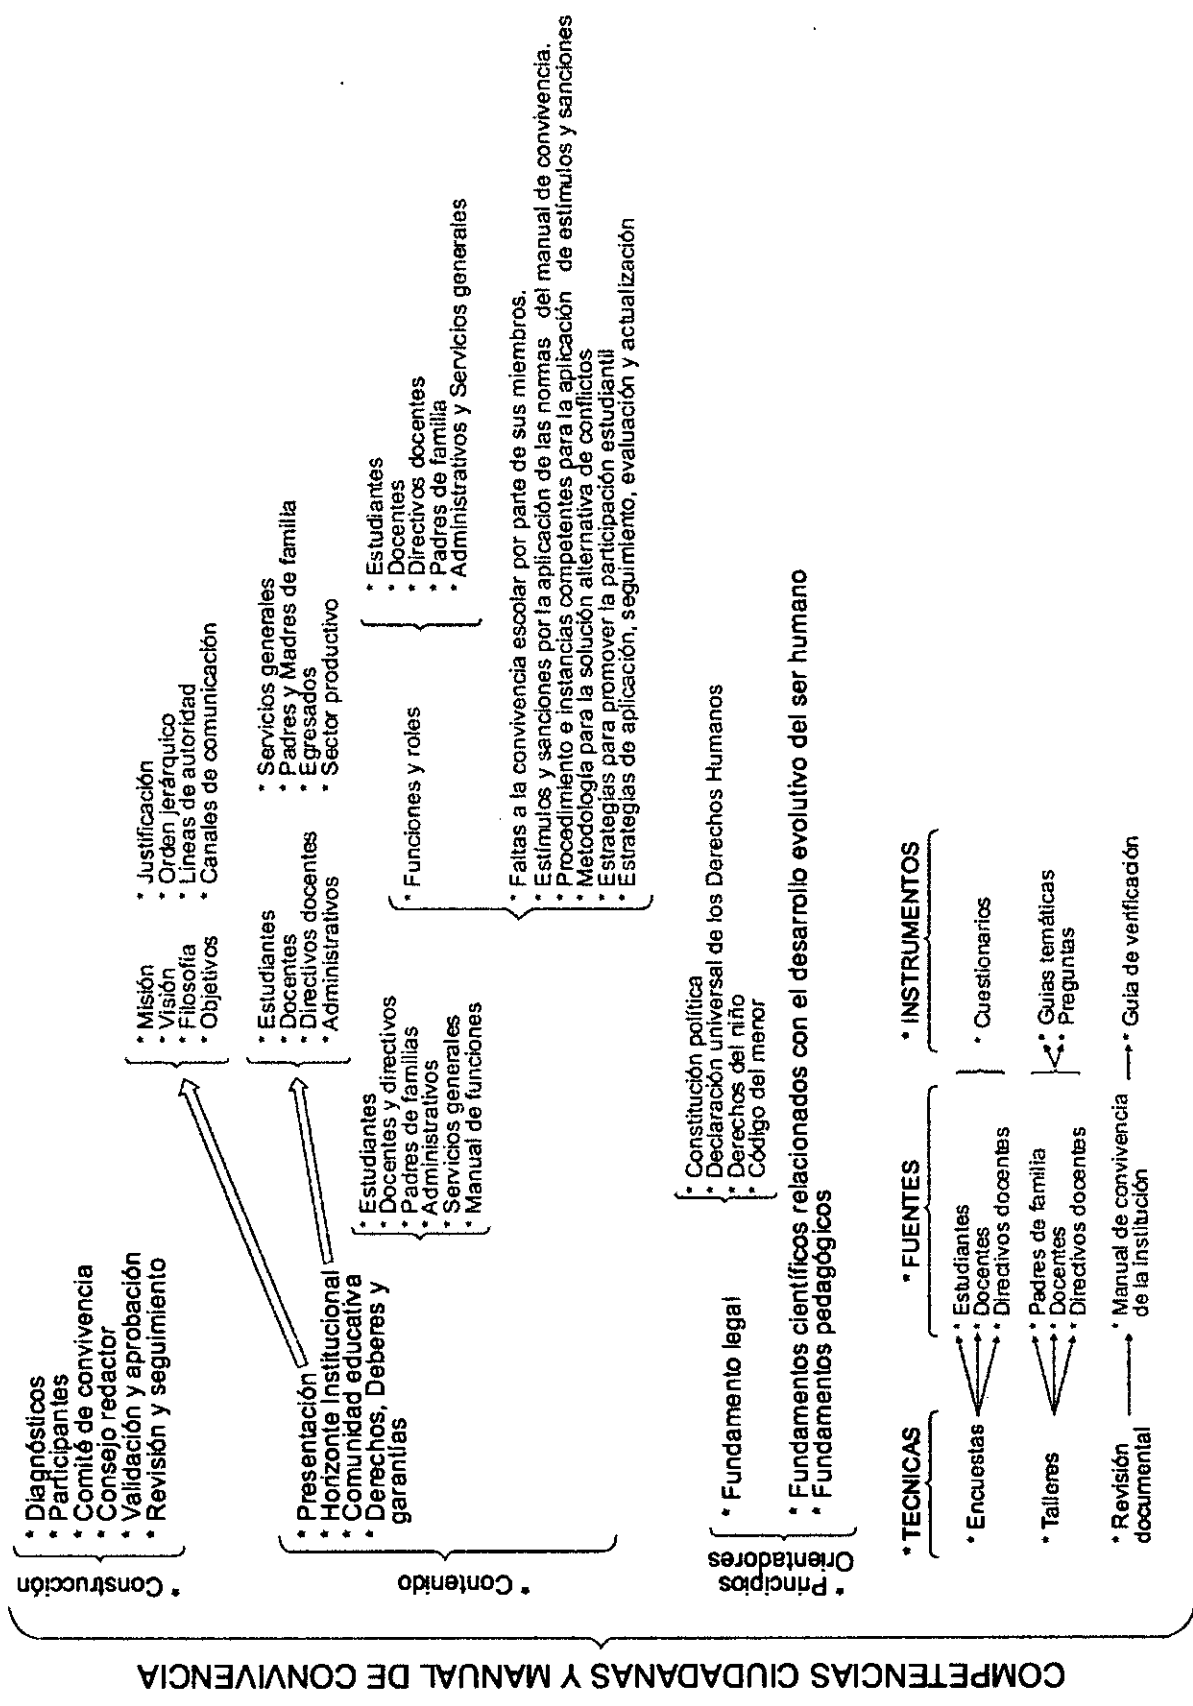 COMPETENCIAS CIUDADANAS Y MANUAL DE CONVIVENCIA
* Construcción
* Diagnósticos
* Participantes
* Comité de convivencia
* Consejo redactor
* Validación y aprobación
* Revisión y seguimiento
* Contenido
* Presentación
* Horizonte Institucional
* Comunidad educativa
* Derechos, Deberes y
garantías
* Misión
* Visión
* Filosofía
* Objetivos
* Justificación
* Orden jerárquico
* Líneas de autoridad
* Canales de comunicación
* Estudiantes
* Docentes
* Directivos docentes
* Administrativos
* Servicios generales
* Padres y Madres de familia
* Egresados
* Sector productivo
* Estudiantes
* Docentes y directivos
* Padres de familias
* Administrativos
* Servicios generales
* Manual de funciones
* Funciones y roles
* Estudiantes
* Docentes
* Directivos docentes
* Padres de familia
* Administrativos y Servicios generales
* Faltas a la convivencia escolar por parte de sus miembros.
* Estímulos y sanciones por la aplicación de las normas del manual de convivencia.
* Procedimiento e instancias competentes para la aplicación de estímulos y sanciones
* Metodología para la solución alternativa de conflictos
* Estrategias para promover la participación estudiantil
* Estrategias de aplicación, seguimiento, evaluación y actualización
* Principios
Orientadores
* Fundamento legal
* Constitución política
* Declaración universal de los Derechos Humanos
* Derechos del niño
* Código del menor
* Fundamentos científicos relacionados con el desarrollo evolutivo del ser humano
* Fundamentos pedagógicos
* TECNICAS
* FUENTES
* INSTRUMENTOS
* Encuestas
* Estudiantes
* Docentes
* Directivos docentes
* Cuestionarios
* Talleres
* Padres de familia
* Docentes
* Directivos docentes
* Guias temáticas
* Preguntas
* Revisión
documental
* Manual de convivencia
de la institución
* Guia de verificación